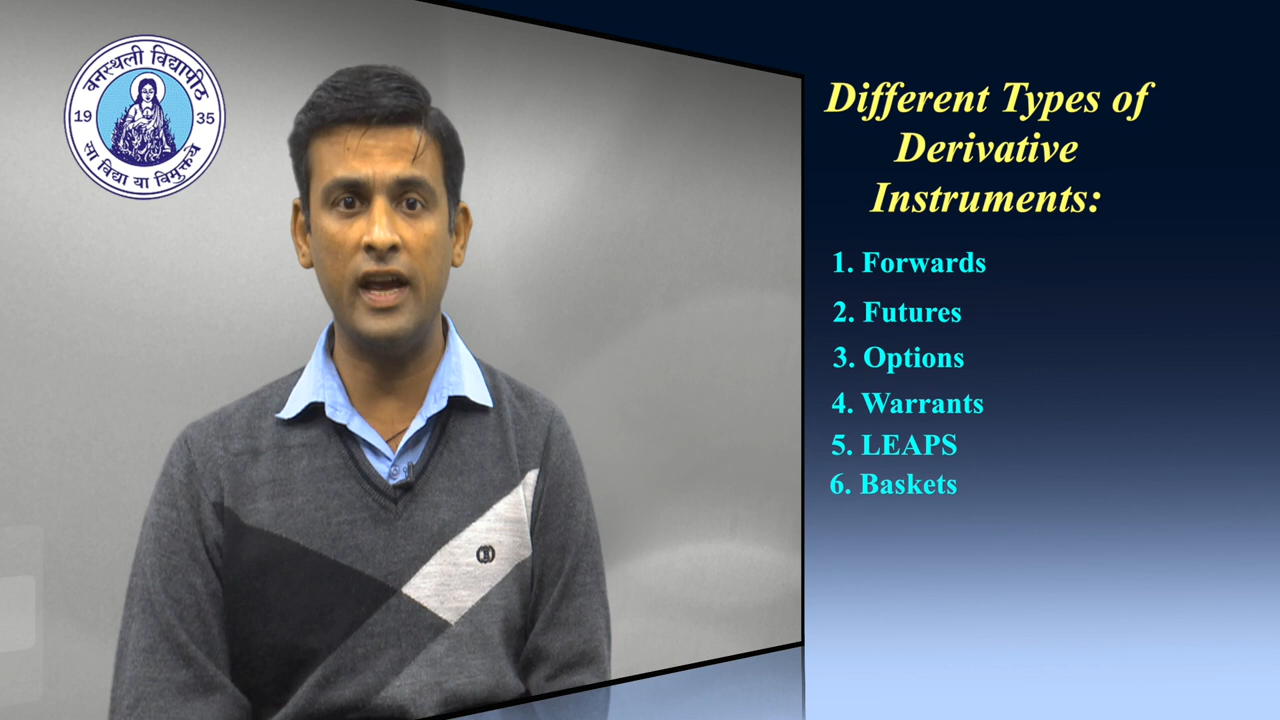 वनस्थली विद्यापीठ
19 35
सा विद्या या विमुक्तये
Different Types of
Derivative
Instruments:
1. Forwards
2. Futures
3. Options
4. Warrants
5. LEAPS
6. Baskets